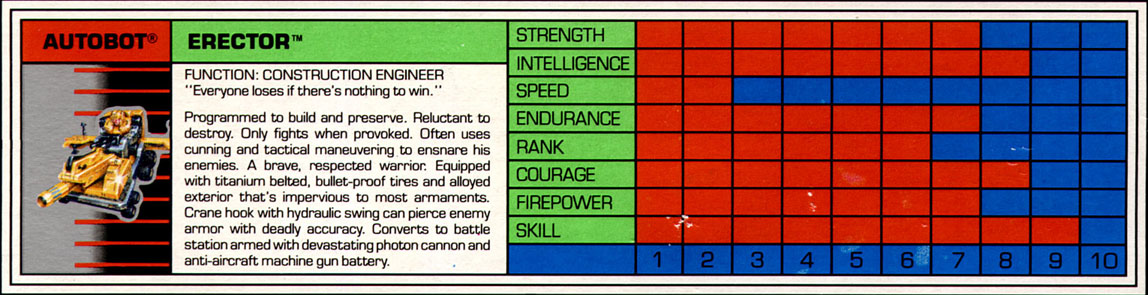 AUTOBOT®
ERECTOR™
FUNCTION: CONSTRUCTION ENGINEER
"Everyone loses if there's nothing to win."
Programmed to build and preserve. Reluctant to
destroy. Only fights when provoked. Often uses
cunning and tactical maneuvering to ensnare his
enemies. A brave, respected warrior. Equipped
with titanium belted, bullet-proof tires and alloyed
exterior that's impervious to most armaments.
Crane hook with hydraulic swing can pierce enemy
armor with deadly accuracy. Converts to battle
station armed with devastating photon cannon and
anti-aircraft machine gun battery.
STRENGTH
INTELLIGENCE
SPEED
ENDURANCE
RANK
COURAGE
FIREPOWER
SKILL
1 2 3 4 5 6 7 8 9 10